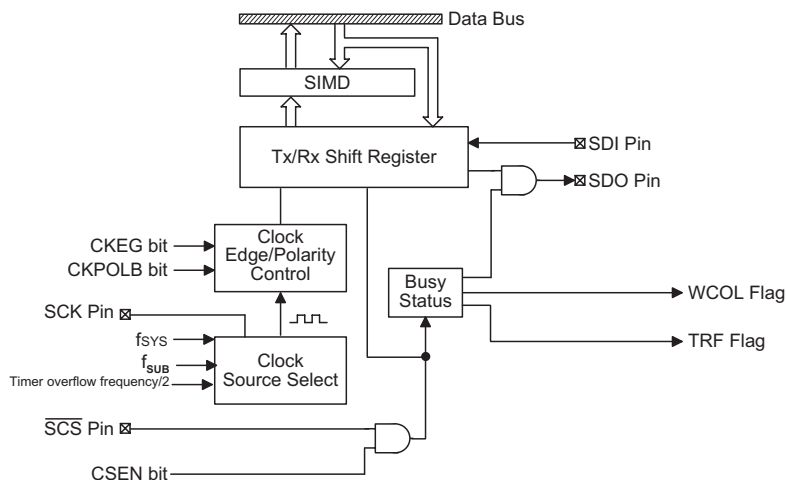 Data Bus
SIMD
Tx/Rx Shift Register
SDI Pin
SDO Pin
CKEG bit
CKPOLB bit
Clock
Edge/Polarity
Control
Busy
Status
WCOL Flag
TRF Flag
SCK Pin
fSYS
fSUB
Timer overflow frequency/2
Clock
Source Select
SCS Pin
CSEN bit